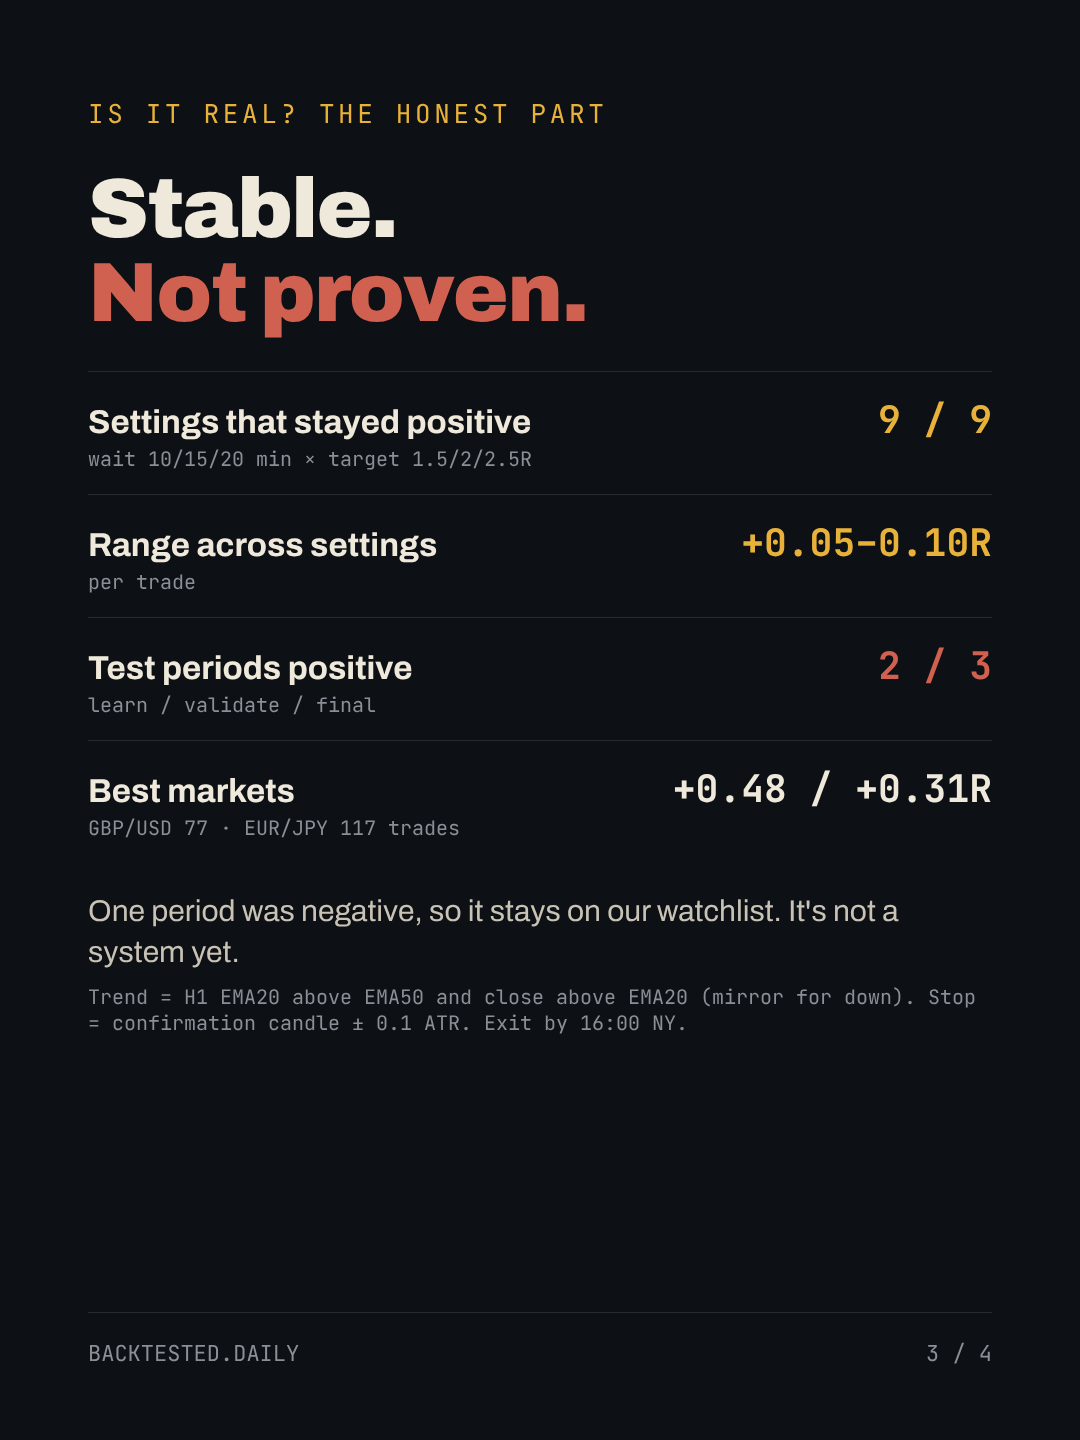 IS IT REAL? THE HONEST PART
Stable.
Not proven.
Settings that stayed positive
9 / 9
wait 10/15/20 min × target 1.5/2/2.5R
Range across settings
+0.05–0.10R
per trade
Test periods positive
2 / 3
learn / validate / final
Best markets
+0.48 / +0.31R
GBP/USD 77 · EUR/JPY 117 trades
One period was negative, so it stays on our watchlist. It's not a
system yet.
Trend = H1 EMA20 above EMA50 and close above EMA20 (mirror for down). Stop
= confirmation candle ± 0.1 ATR. Exit by 16:00 NY.
BACKTESTED.DAILY
3 / 4